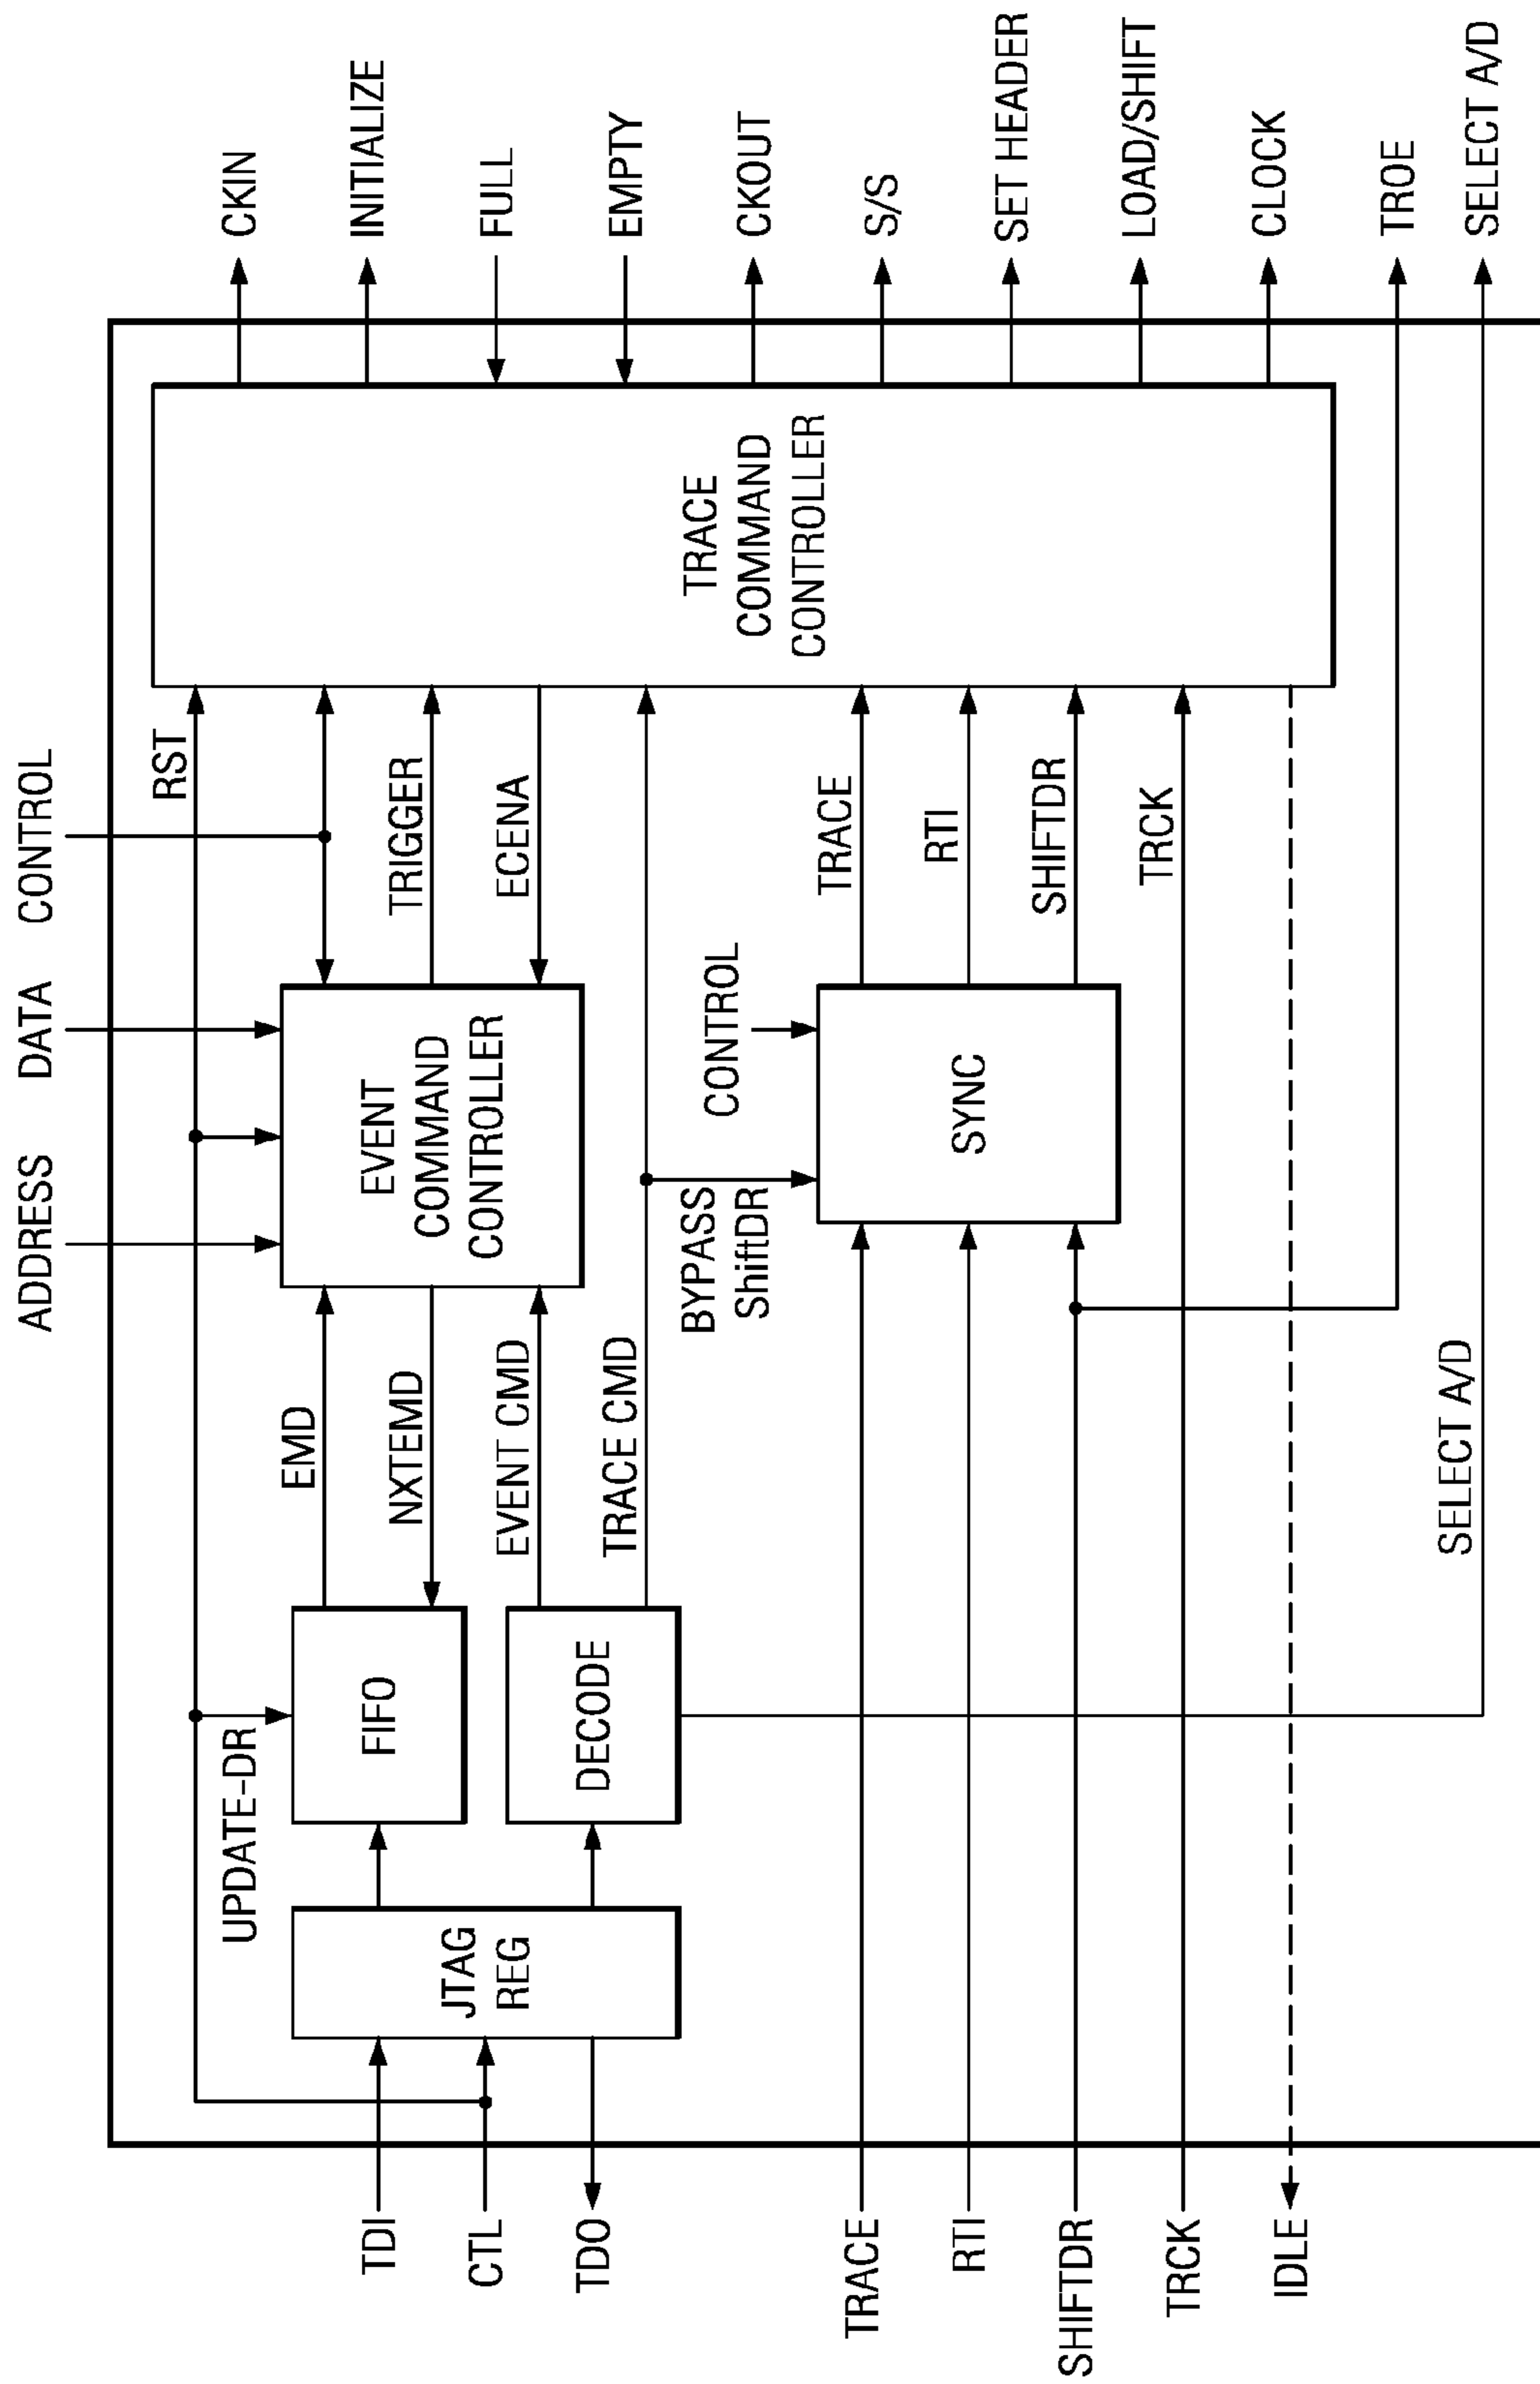 ADDRESS
DATA
CONTROL
RST
CKIN
INITIALIZE
FULL
EMPTY
CKOUT
S/S
SET HEADER
LOAD/SHIFT
CLOCK
TROE
SELECT A/D
TRACE
COMMAND
CONTROLLER
TRIGGER
ECENA
EVENT
COMMAND
CONTROLLER
EMD
NXTEMD
EVENT CMD
TRACE CMD
UPDATE-DR
FIFO
DECODE
JTAG
REG
TDI
CTL
TDO
BYPASS
ShiftDR
CONTROL
SYNC
TRACE
RTI
SHIFTDR
TRCK
TRACE
RTI
SHIFTDR
TRCK
IDLE
SELECT A/D